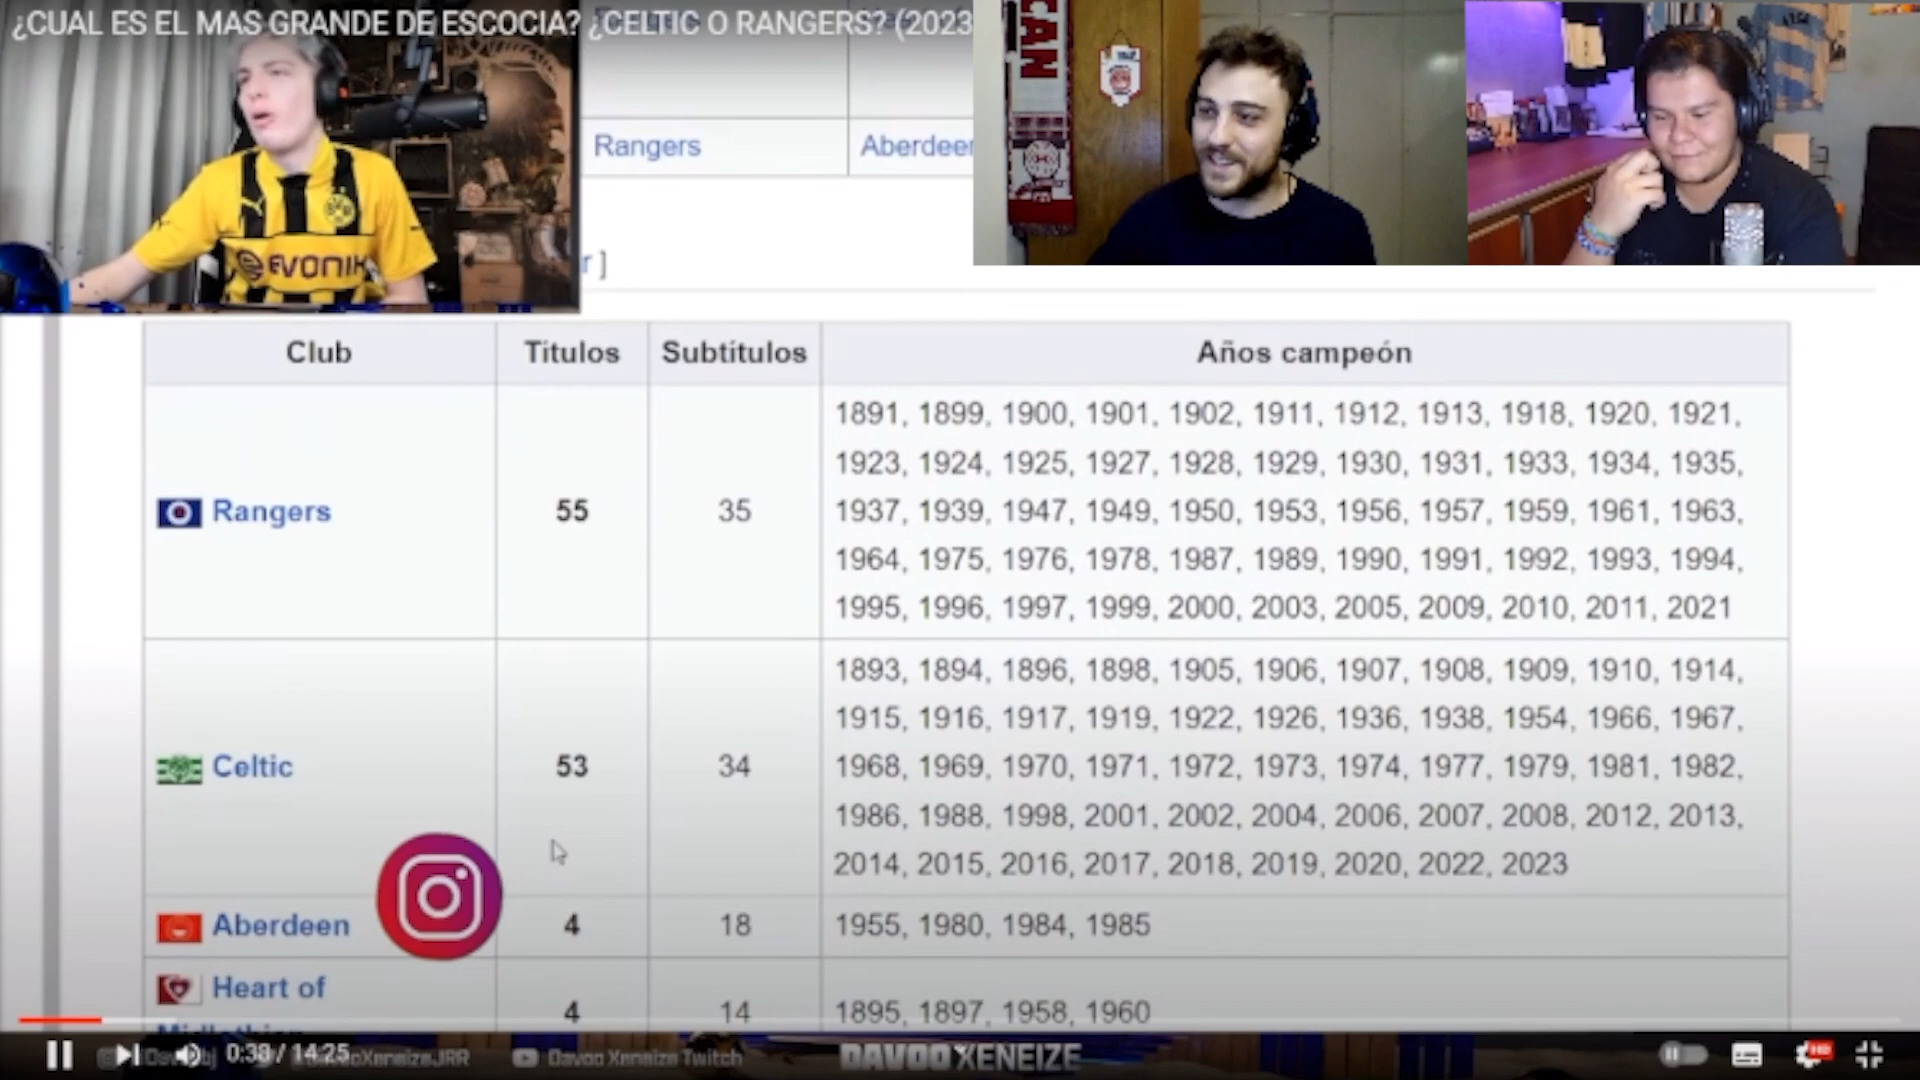 ¿CUAL ES EL MAS GRANDE DE ESCOCIA? ¿CELTIC O RANGERS? (2023
CAN
EVONIK
Rangers
Aberdeen
r ]
Club
Títulos
Subtítulos
Años campeón
Rangers
55
35
1891, 1899, 1900, 1901, 1902, 1911, 1912, 1913, 1918, 1920, 1921,
1923, 1924, 1925, 1927, 1928, 1929, 1930, 1931, 1933, 1934, 1935,
1937, 1939, 1947, 1949, 1950, 1953, 1956, 1957, 1959, 1961, 1963,
1964, 1975, 1976, 1978, 1987, 1989, 1990, 1991, 1992, 1993, 1994,
1995, 1996, 1997, 1999, 2000, 2003, 2005, 2009, 2010, 2011, 2021
Celtic
53
34
1893, 1894, 1896, 1898, 1905, 1906, 1907, 1908, 1909, 1910, 1914,
1915, 1916, 1917, 1919, 1922, 1926, 1936, 1938, 1954, 1966, 1967,
1968, 1969, 1970, 1971, 1972, 1973, 1974, 1977, 1979, 1981, 1982,
1986, 1988, 1998, 2001, 2002, 2004, 2006, 2007, 2008, 2012, 2013,
2014, 2015, 2016, 2017, 2018, 2019, 2020, 2022, 2023
Aberdeen
4
18
1955, 1980, 1984, 1985
Heart of
Midlothian
4
14
1895, 1897, 1958, 1960
0:38 / 14:25
XeneizeJRR
Davoo Xeneize Twitch
DAVOO XENEIZE
HD